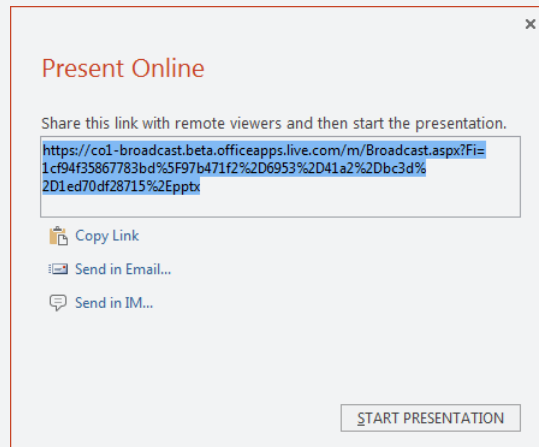 Present Online
Share this link with remote viewers and then start the presentation.
https://co1-broadcast.beta.officeapps.live.com/m/Broadcast.aspx?Fi=
1cf94f35867783bd%5F97b471f2%2D6953%2D41a2%2Dbc3d%
2D1ed70df28715%2Epptx
Copy Link
Send in Email...
Send in IM...
START PRESENTATION